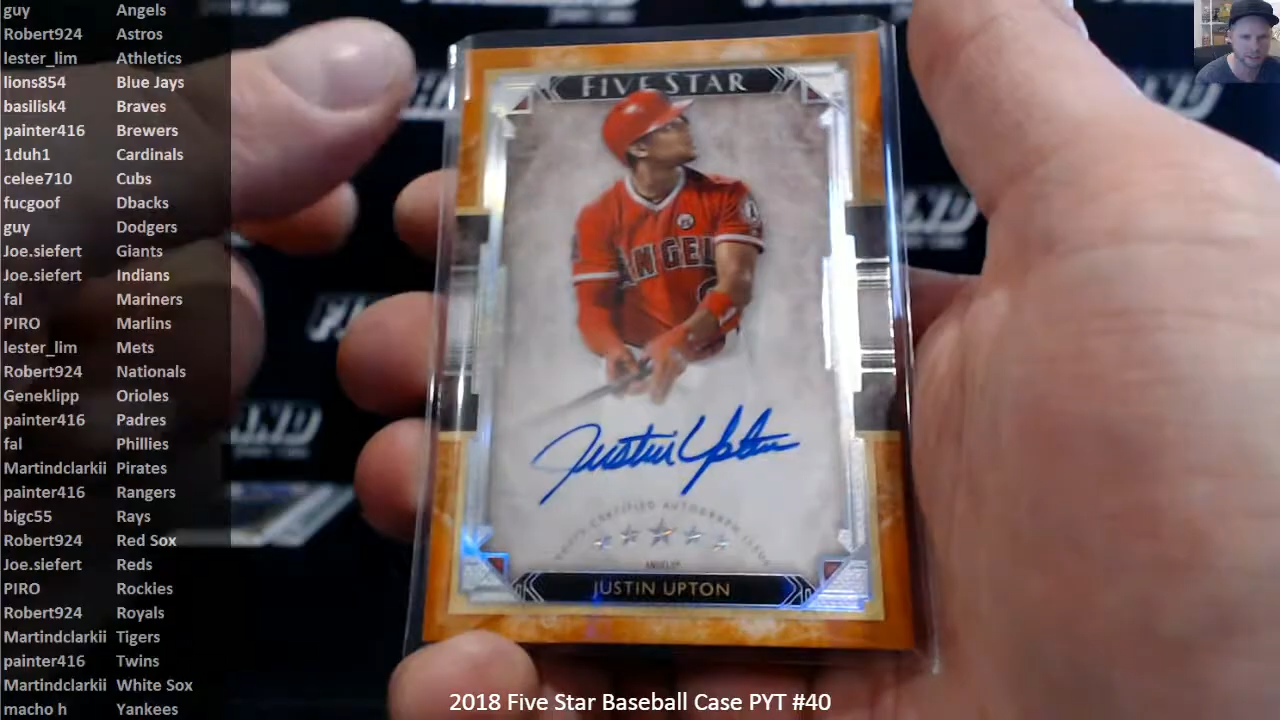 guy Angels
Robert924 Astros
lester_lim Athletics
lions854 Blue Jays
basilisk4 Braves
painter416 Brewers
1duh1 Cardinals
celee710 Cubs
fucgoof Dbacks
guy Dodgers
Joe.siefert Giants
Joe.siefert Indians
fal Mariners
PIRO Marlins
lester_lim Mets
Robert924 Nationals
Geneklipp Orioles
painter416 Padres
fal Phillies
Martindclarkii Pirates
painter416 Rangers
bigc55 Rays
Robert924 Red Sox
Joe.siefert Reds
PIRO Rockies
Robert924 Royals
Martindclarkii Tigers
painter416 Twins
Martindclarkii White Sox
macho h Yankees
FIVE STAR
ANGEL
Justin Upton
CERTIFIED AUTOGRAPH ISSUE
ANGELS
JUSTIN UPTON
2018 Five Star Baseball Case PYT #40